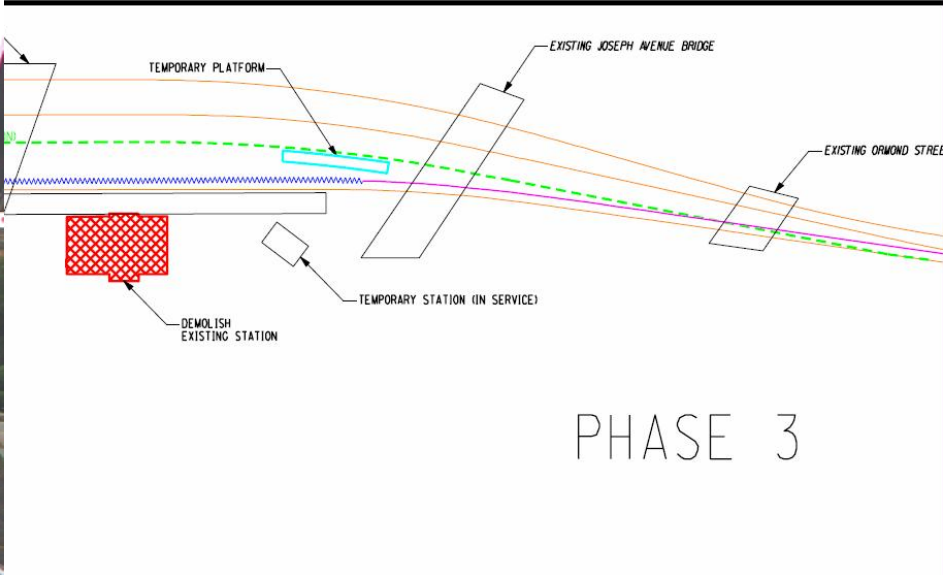 EXISTING JOSEPH AVENUE BRIDGE
TEMPORARY PLATFORM
EXISTING ORMOND STREE
TEMPORARY STATION (IN SERVICE)
DEMOLISH
EXISTING STATION
PHASE 3